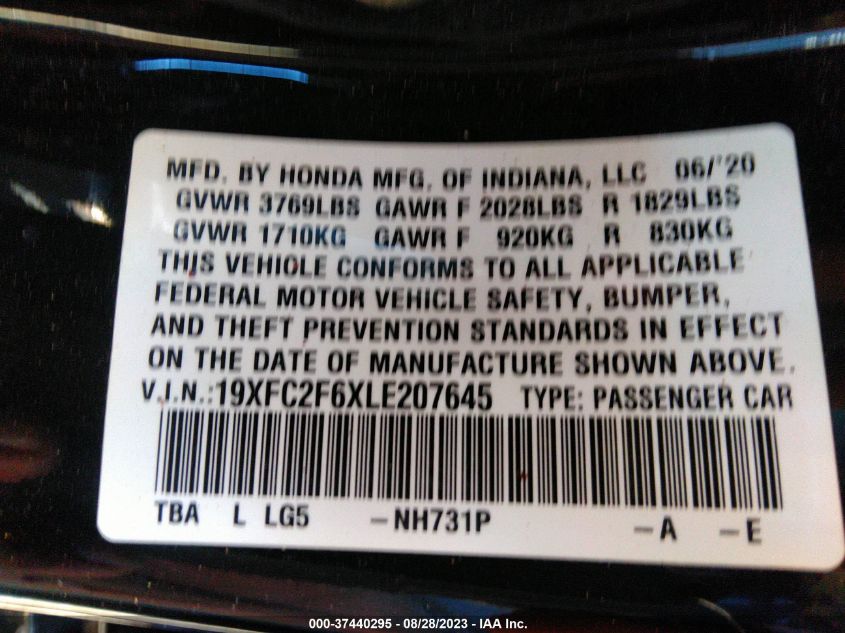 MFD. BY HONDA MFG. OF INDIANA, LLC 06/'20
GVWR 3769LBS GAWR F 2028LBS R 1829LBS
GVWR 1710KG GAWR F 920KG R 830KG
THIS VEHICLE CONFORMS TO ALL APPLICABLE
FEDERAL MOTOR VEHICLE SAFETY, BUMPER,
AND THEFT PREVENTION STANDARDS IN EFFECT
ON THE DATE OF MANUFACTURE SHOWN ABOVE.
V.I.N.:19XFC2F6XLE207645 TYPE: PASSENGER CAR
TBA L LG5 -NH731P -A -E
000-37440295 - 08/28/2023 - IAA Inc.